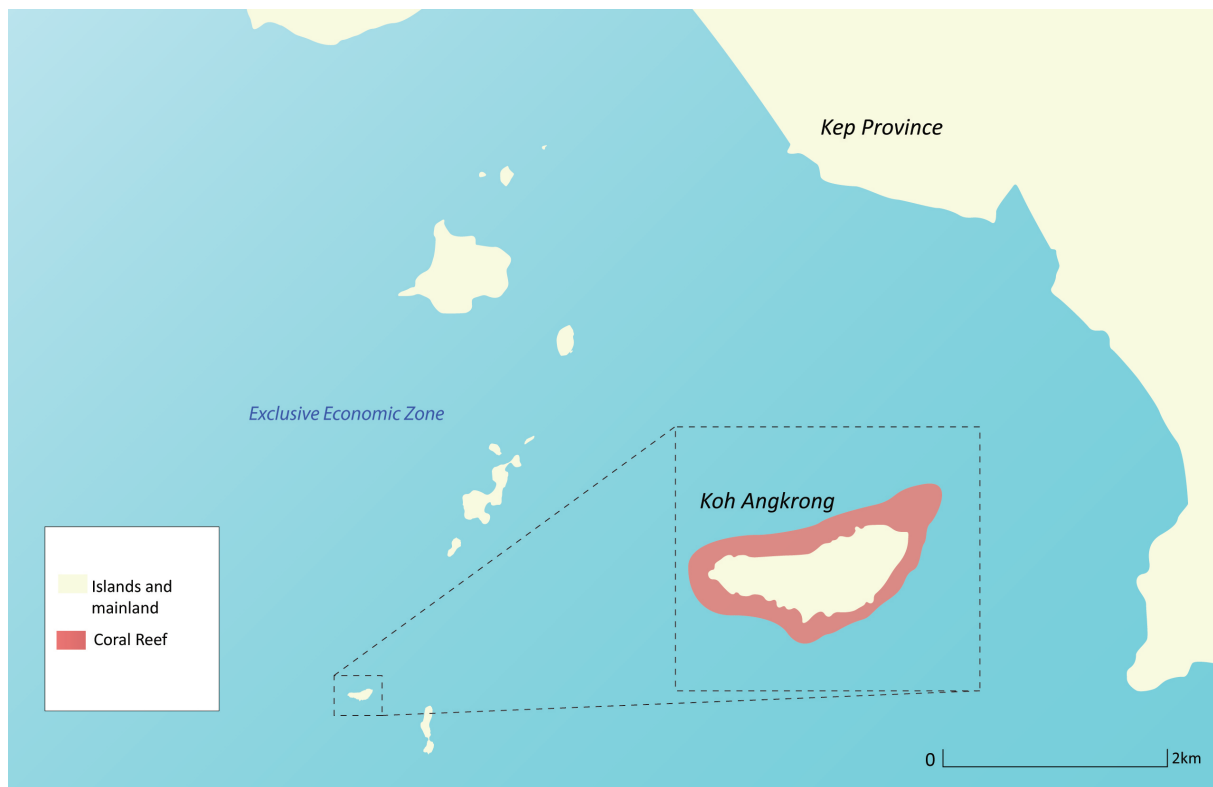 Kep Province
Exclusive Economic Zone
Koh Angkrong
Islands and
mainland
Coral Reef
0
2km